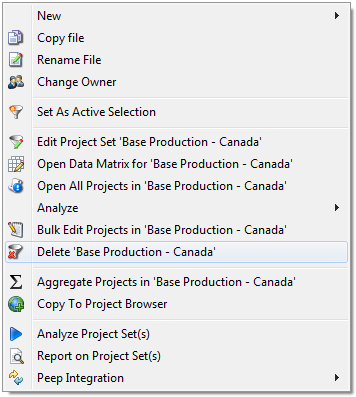 New
Copy file
Rename File
Change Owner
Set As Active Selection
Edit Project Set 'Base Production - Canada'
Open Data Matrix for 'Base Production - Canada'
Open All Projects in 'Base Production - Canada'
Analyze
Bulk Edit Projects in 'Base Production - Canada'
Delete 'Base Production - Canada'
Aggregate Projects in 'Base Production - Canada'
Copy To Project Browser
Analyze Project Set(s)
Report on Project Set(s)
Peep Integration